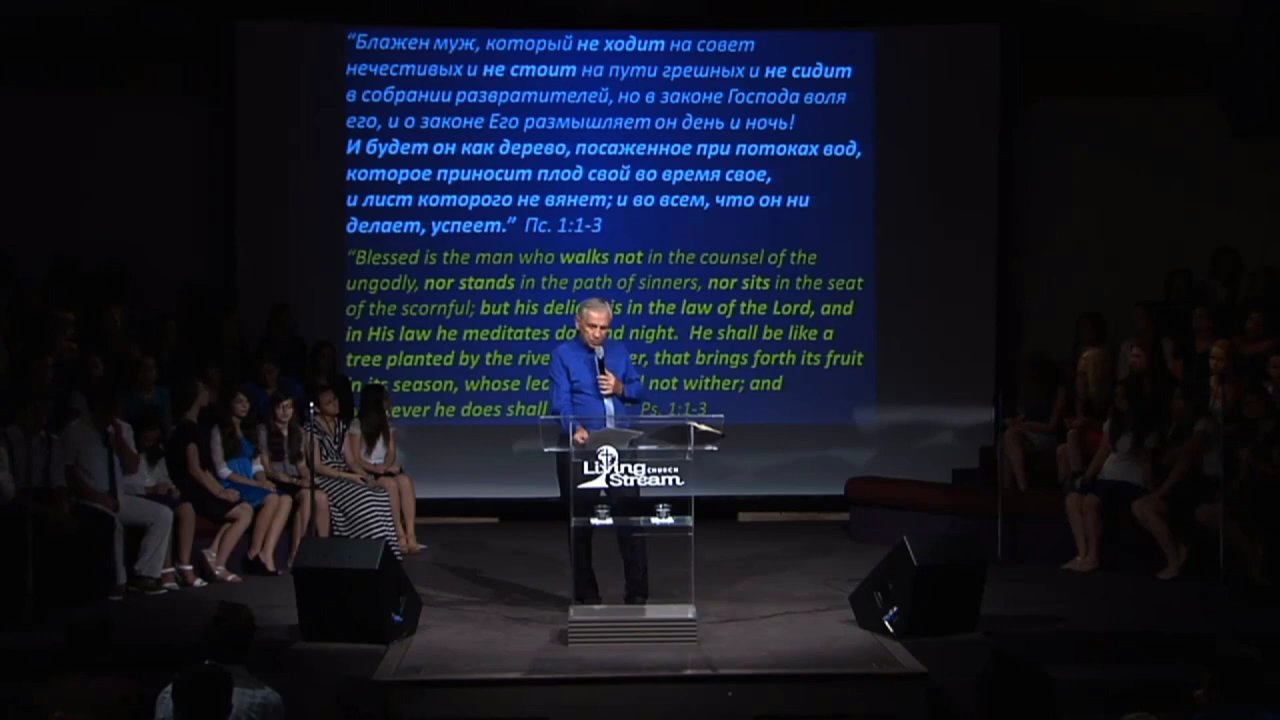 “Блажен муж, который не ходит на совет
нечестивых и не стоит на пути грешных и не сидит
в собрании развратителей, но в законе Господа воля
его, и о законе Его размышляет он день и ночь!
И будет он как дерево, посаженное при потоках вод,
которое приносит плод свой во время свое,
и лист которого не вянет; и во всем, что он ни
делает, успеет.” Пс. 1:1-3
“Blessed is the man who walks not in the counsel of the
ungodly, nor stands in the path of sinners, nor sits in the seat
of the scornful; but his is in the law of the Lord, and
in His law he meditates night. He shall be like a
tree planted by the that brings forth its fruit
in its season, whose not wither; and
he does shall Ps. 1:1-3
Living CHURCH
Stream